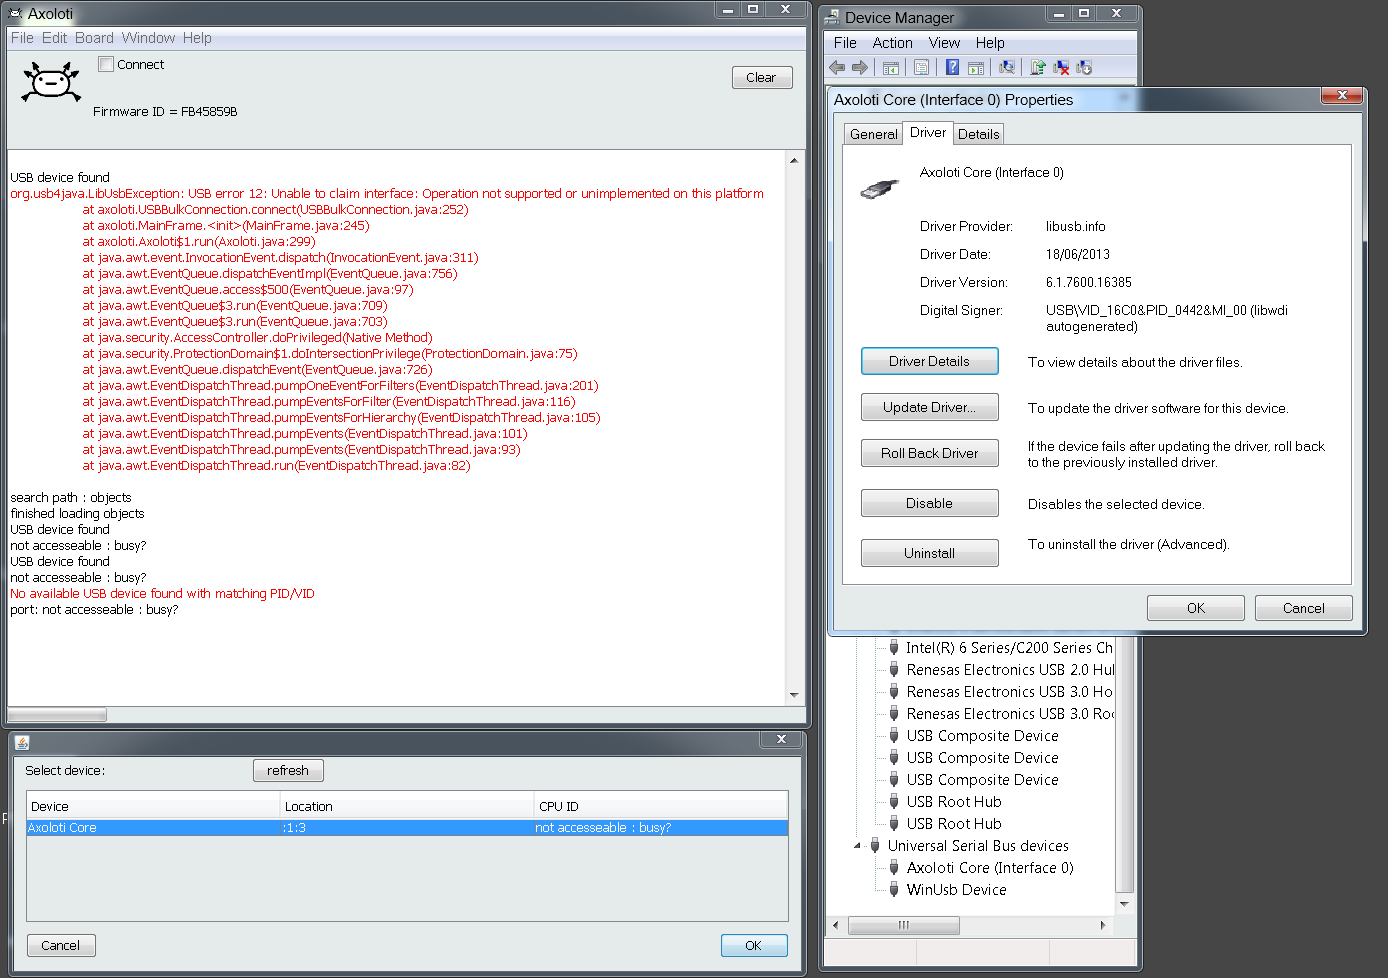 Axoloti
File Edit Board Window Help
Connect
Clear
Firmware ID = FB45859B
USB device found
org.usb4java.LibUsbException: USB error 12: Unable to claim interface: Operation not supported or unimplemented on this platform
at axoloti.USBBulkConnection.connect(USBBulkConnection.java:252)
at axoloti.MainFrame.<init>(MainFrame.java:245)
at axoloti.Axoloti$1.run(Axoloti.java:299)
at java.awt.event.InvocationEvent.dispatch(InvocationEvent.java:311)
at java.awt.EventQueue.dispatchEventImpl(EventQueue.java:756)
at java.awt.EventQueue.access$500(EventQueue.java:97)
at java.awt.EventQueue$3.run(EventQueue.java:709)
at java.awt.EventQueue$3.run(EventQueue.java:703)
at java.security.AccessController.doPrivileged(Native Method)
at java.security.ProtectionDomain$1.doIntersectionPrivilege(ProtectionDomain.java:75)
at java.awt.EventQueue.dispatchEvent(EventQueue.java:726)
at java.awt.EventDispatchThread.pumpOneEventForFilters(EventDispatchThread.java:201)
at java.awt.EventDispatchThread.pumpEventsForFilter(EventDispatchThread.java:116)
at java.awt.EventDispatchThread.pumpEventsForHierarchy(EventDispatchThread.java:105)
at java.awt.EventDispatchThread.pumpEvents(EventDispatchThread.java:101)
at java.awt.EventDispatchThread.pumpEvents(EventDispatchThread.java:93)
at java.awt.EventDispatchThread.run(EventDispatchThread.java:82)
search path : objects
finished loading objects
USB device found
not accesseable : busy?
USB device found
not accesseable : busy?
No available USB device found with matching PID/VID
port: not accesseable : busy?
Select device:
refresh
Device Location CPU ID
Axoloti Core :1:3 not accesseable : busy?
Cancel
OK
Device Manager
File Action View Help
Axoloti Core (Interface 0) Properties
General Driver Details
Axoloti Core (Interface 0)
Driver Provider: libusb.info
Driver Date: 18/06/2013
Driver Version: 6.1.7600.16385
Digital Signer: USB\VID_16C0&PID_0442&MI_00 (libwdi
autogenerated)
Driver Details To view details about the driver files.
Update Driver... To update the driver software for this device.
Roll Back Driver If the device fails after updating the driver, roll back
to the previously installed driver.
Disable Disables the selected device.
Uninstall To uninstall the driver (Advanced).
OK Cancel
Intel(R) 6 Series/C200 Series Ch
Renesas Electronics USB 2.0 Hu
Renesas Electronics USB 3.0 Ho
Renesas Electronics USB 3.0 Roo
USB Composite Device
USB Composite Device
USB Composite Device
USB Root Hub
USB Root Hub
Universal Serial Bus devices
Axoloti Core (Interface 0)
WinUsb Device